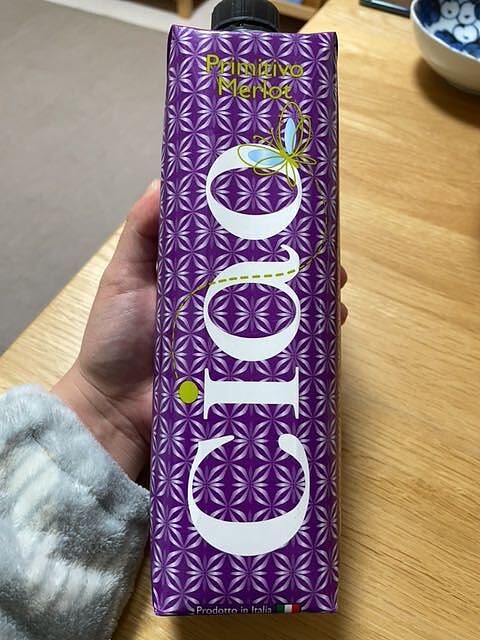 Primitivo
Merlot
Ciao
Prodotto in Italia